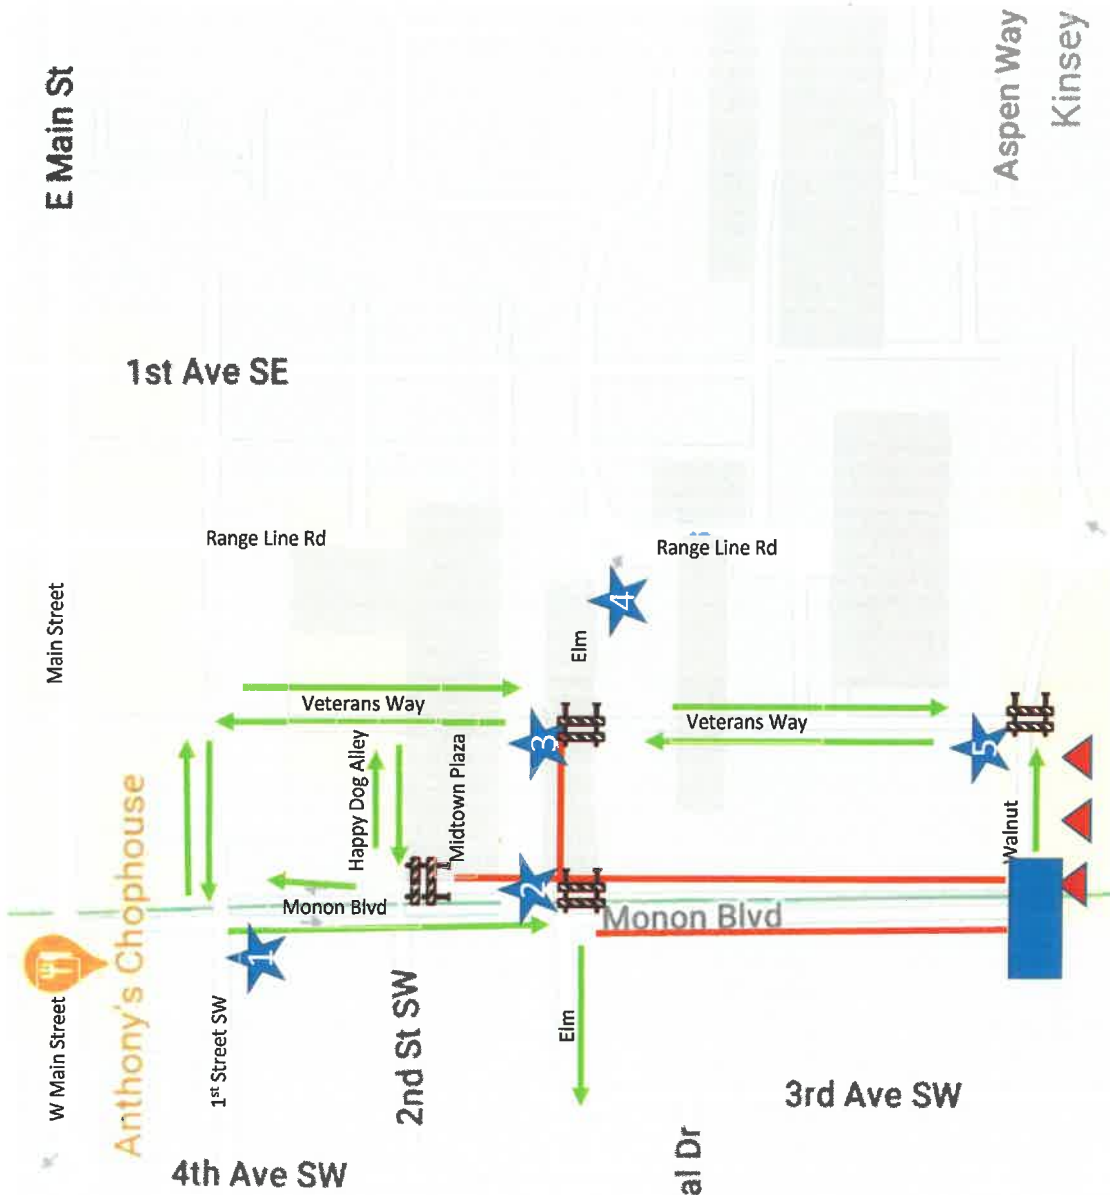 E Main St
Aspen Way
Kinsey
1st Ave SE
Range Line Rd
Range Line Rd
Main Street
4
Elm
Veterans Way
Veterans Way
3
5
Happy Dog Alley
Midtown Plaza
Walnut
2
Monon Blvd
Monon Blvd
1
Anthony's Chophouse
W Main Street
1st Street SW
2nd St SW
Elm
3rd Ave SW
4th Ave SW
al Dr